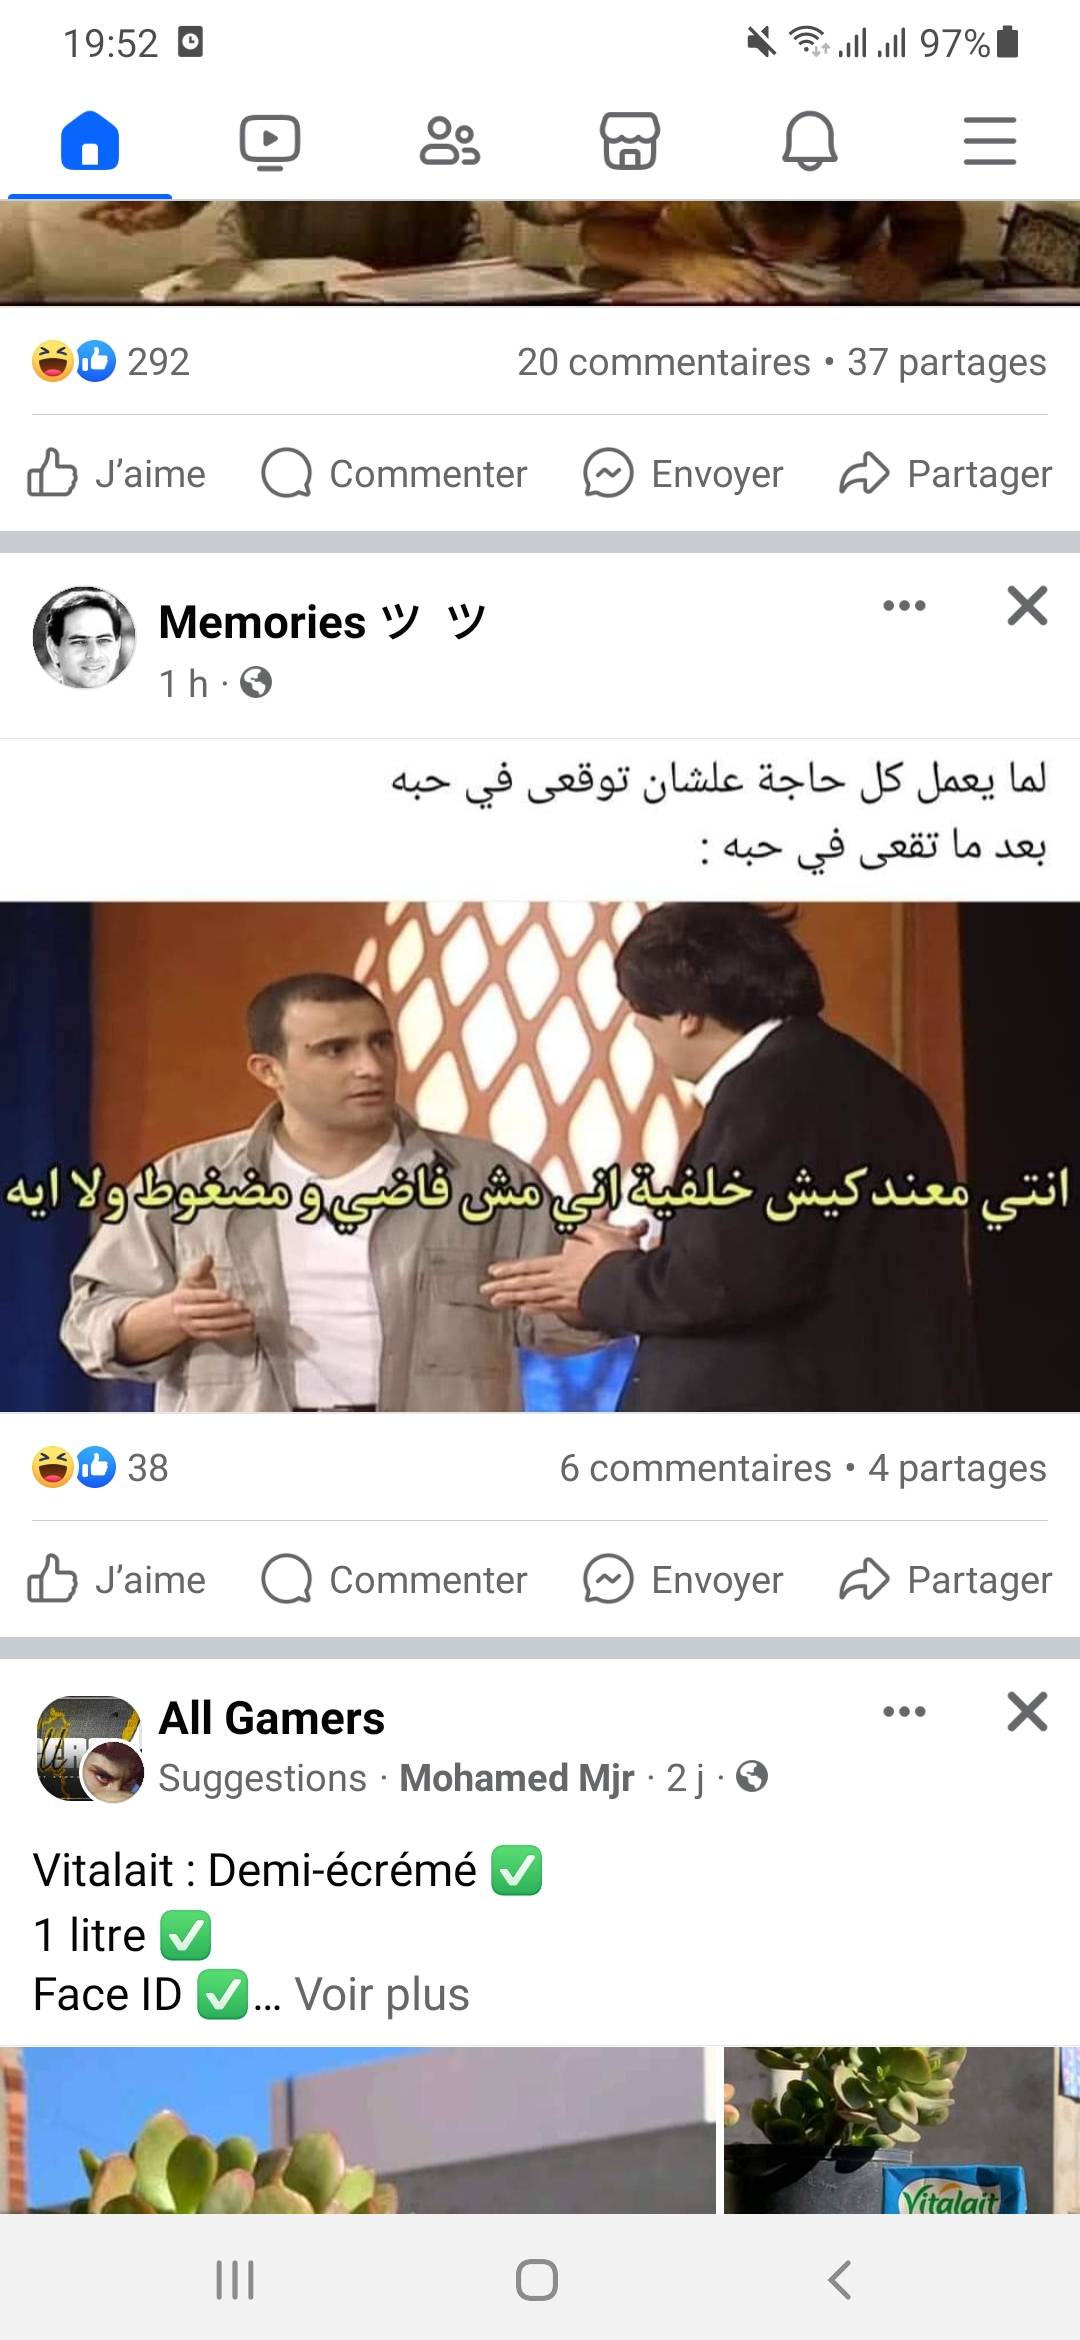 19:52
97%
292
20 commentaires • 37 partages
J'aime Commenter Envoyer Partager
Memories ツ ツ
1 h ·
لما يعمل كل حاجة علشان توقعى في حبه
بعد ما تقعى في حبه :
انتي معندكيش خلفية اني مش فاضي و مضغوط ولا ايه
38
6 commentaires • 4 partages
J'aime Commenter Envoyer Partager
All Gamers
Suggestions · Mohamed Mjr · 2 j ·
Vitalait : Demi-écrémé ✅
1 litre ✅
Face ID ✅... Voir plus
Vitalait